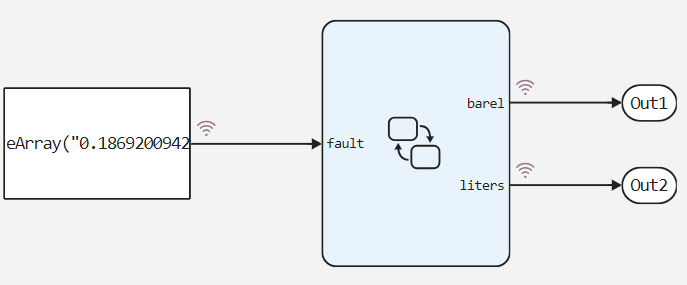 eArray("0.1869200942
fault
barel
liters
Out1
Out2